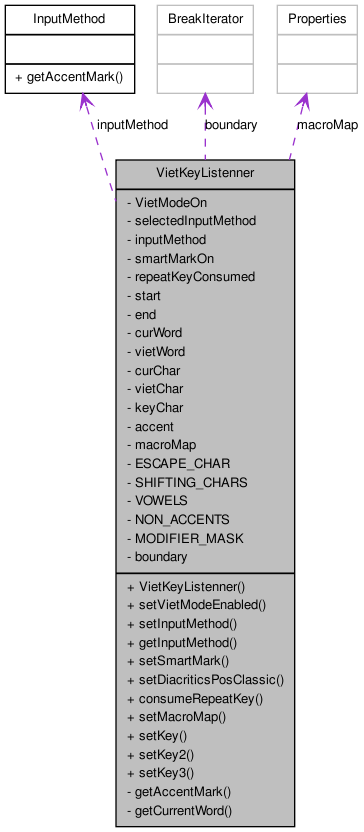 InputMethod
+ getAccentMark()
BreakIterator
Properties
inputMethod
boundary
macroMap
VietKeyListenner
- VietModeOn
- selectedInputMethod
- inputMethod
- smartMarkOn
- repeatKeyConsumed
- start
- end
- curWord
- vietWord
- curChar
- vietChar
- keyChar
- accent
- macroMap
- ESCAPE_CHAR
- SHIFTING_CHARS
- VOWELS
- NON_ACCENTS
- MODIFIER_MASK
- boundary
+ VietKeyListenner()
+ setVietModeEnabled()
+ setInputMethod()
+ getInputMethod()
+ setSmartMark()
+ setDiacriticsPosClassic()
+ consumeRepeatKey()
+ setMacroMap()
+ setKey()
+ setKey2()
+ setKey3()
- getAccentMark()
- getCurrentWord()